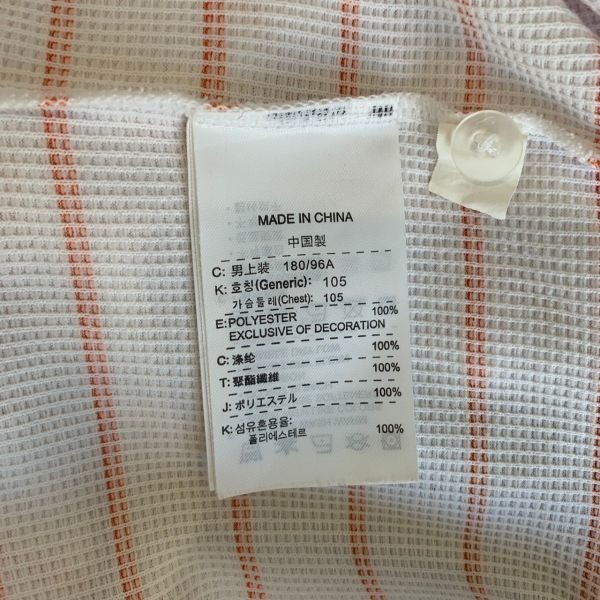 MADE IN CHINA
中国製
C: 男上装 180/96A
K: 호칭(Generic): 105
가슴둘레(Chest): 105
E:POLYESTER 100%
EXCLUSIVE OF DECORATION
C: 涤纶 100%
T: 聚酯纖維 100%
J: ポリエステル 100%
K: 섬유혼용율:
폴리에스테르 100%